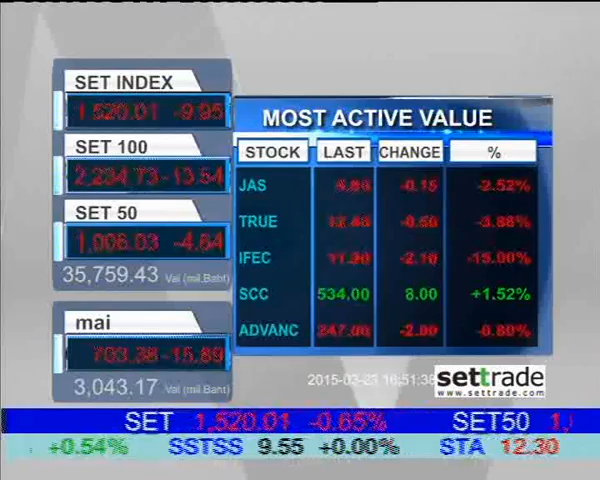 SET INDEX
1,520.01 -9.95
SET 100
2,234.73 -13.54
SET 50
1,006.03 -4.64
35,759.43 Val (mil.Baht)
mai
703.38 -15.89
3,043.17 Val (mil.Baht)
MOST ACTIVE VALUE
STOCK LAST CHANGE %
JAS -0.15 -2.52%
TRUE -0.50 -3.88%
IFEC 11.90 -2.10 -15.00%
SCC 534.00 8.00 +1.52%
ADVANC 247.00 -2.00 -0.80%
2015-03-23 16:51:38
settrade
www.settrade.com
SET 1,520.01 -0.65% SET50 1,
+0.54% SSTSS 9.55 +0.00% STA 12.30